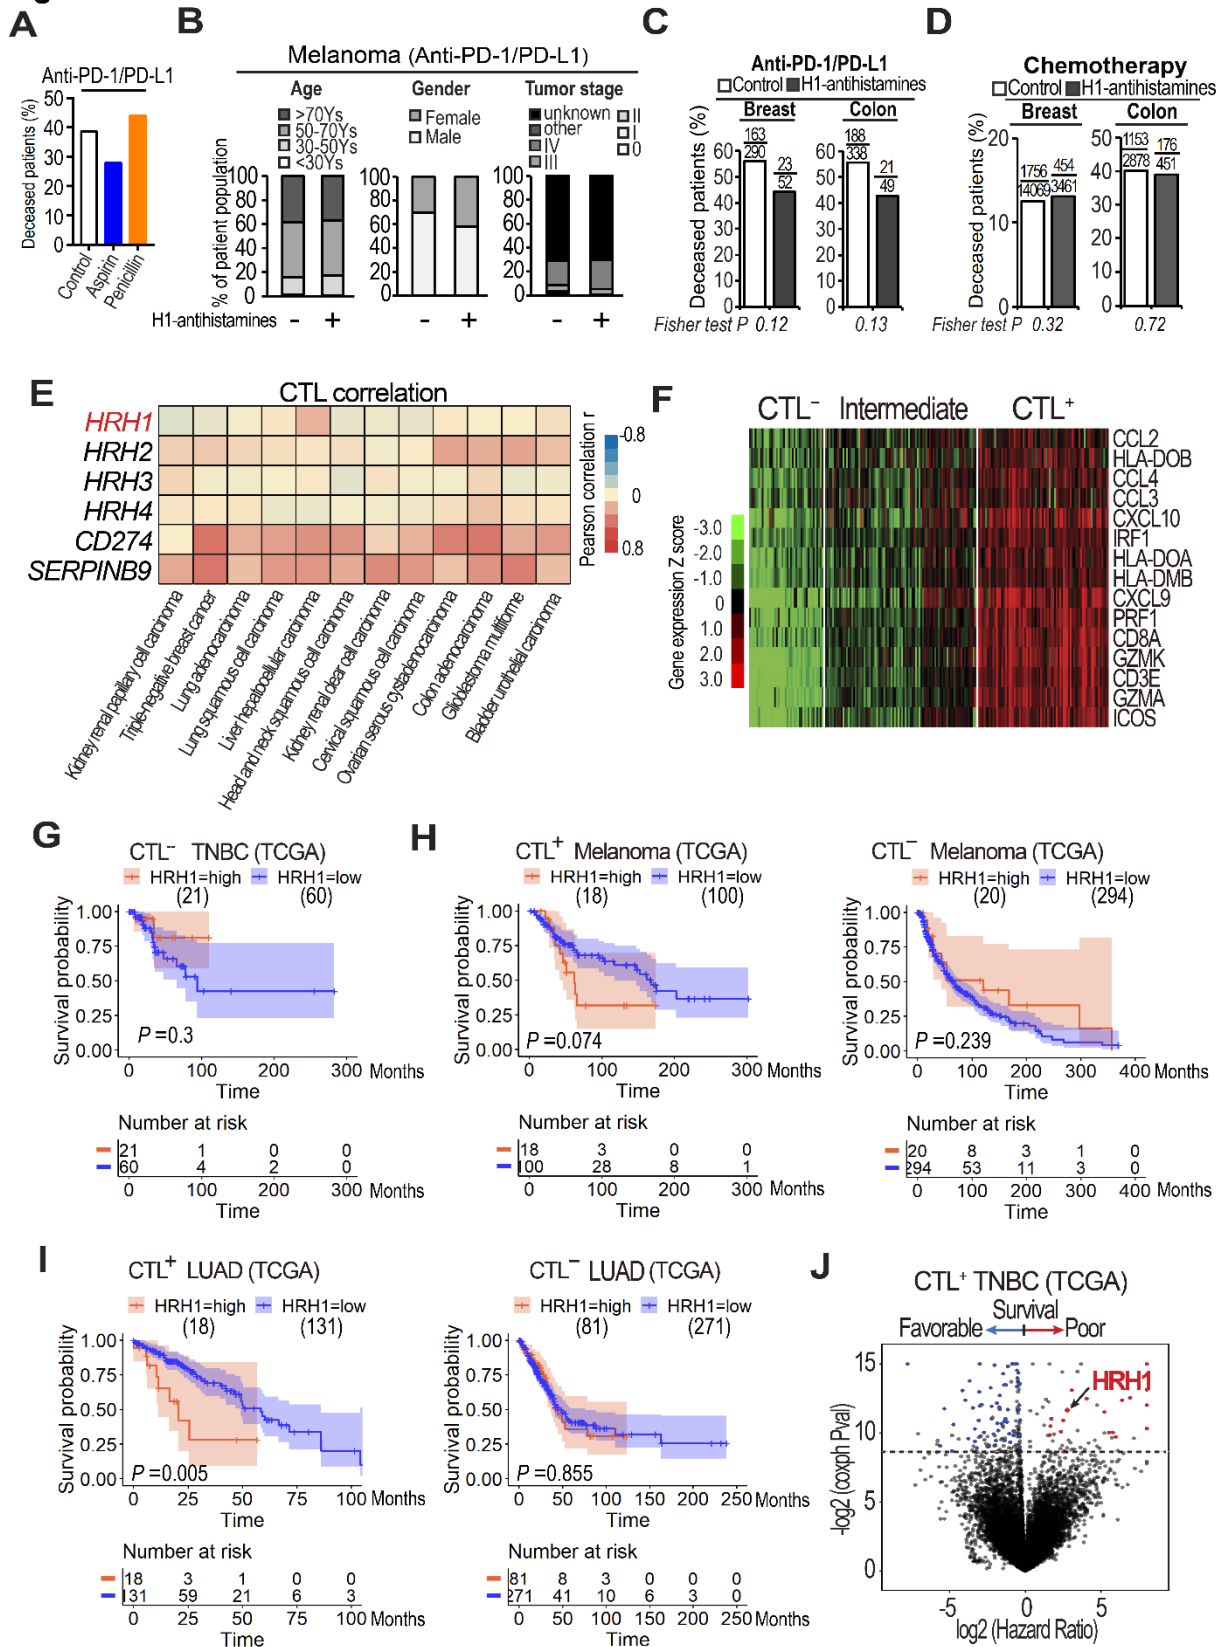 A
Anti-PD-1/PD-L1
Deceased patients (%)
50
40
30
20
10
0
Control
Aspirin
Penicillin
B
Melanoma (Anti-PD-1/PD-L1)
Age
>70Ys
50-70Ys
30-50Ys
<30Ys
Gender
Female
Male
Tumor stage
unknown
other
IV
III
II
I
0
% of patient population
100
80
60
40
20
0
100
80
60
40
20
0
100
80
60
40
20
0
H1-antihistamines - + - + - +
C
Anti-PD-1/PD-L1
Control H1-antihistamines
Breast Colon
Deceased patients (%)
60
50
40
30
20
10
0
163
290
23
52
60
50
40
30
20
10
0
188
338
21
49
Fisher test P 0.12 0.13
D
Chemotherapy
Control H1-antihistamines
Breast Colon
Deceased patients (%)
20
10
0
1756
14069
454
3461
50
40
30
20
10
0
1153
2878
176
451
Fisher test P 0.32 0.72
E
CTL correlation
HRH1
HRH2
HRH3
HRH4
CD274
SERPINB9
Pearson correlation r
-0.8
0
0.8
Kidney renal papillary cell carcinoma
Triple-negative breast cancer
Lung adenocarcinoma
Lung squamous cell carcinoma
Liver hepatocellular carcinoma
Head and neck squamous cell carcinoma
Kidney renal clear cell carcinoma
Cervical squamous cell carcinoma
Ovarian serous cystadenocarcinoma
Colon adenocarcinoma
Glioblastoma multiforme
Bladder urothelial carcinoma
F
CTL- Intermediate CTL+
Gene expression Z score
-3.0
-2.0
-1.0
0
1.0
2.0
3.0
CCL2
HLA-DOB
CCL4
CCL3
CXCL10
IRF1
HLA-DOA
HLA-DMB
CXCL9
PRF1
CD8A
GZMK
CD3E
GZMA
ICOS
G
CTL- TNBC (TCGA)
HRH1=high HRH1=low
(21) (60)
Survival probability
1.00
0.75
0.50
0.25
0.00
P =0.3
0 100 200 300 Months
Time
Number at risk
21 1 0 0
60 4 2 0
0 100 200 300 Months
Time
H
CTL+ Melanoma (TCGA)
HRH1=high HRH1=low
(18) (100)
Survival probability
1.00
0.75
0.50
0.25
0.00
P =0.074
0 100 200 300 Months
Time
Number at risk
18 3 0 0
100 28 8 1
0 100 200 300 Months
Time
CTL- Melanoma (TCGA)
HRH1=high HRH1=low
(20) (294)
Survival probability
1.00
0.75
0.50
0.25
0.00
P =0.239
0 100 200 300 400 Months
Time
Number at risk
20 8 3 1 0
294 53 11 3 0
0 100 200 300 400 Months
Time
I
CTL+ LUAD (TCGA)
HRH1=high HRH1=low
(18) (131)
Survival probability
1.00
0.75
0.50
0.25
0.00
P =0.005
0 25 50 75 100 Months
Time
Number at risk
18 3 1 0 0
131 59 21 6 3
0 25 50 75 100 Months
Time
CTL- LUAD (TCGA)
HRH1=high HRH1=low
(81) (271)
Survival probability
1.00
0.75
0.50
0.25
0.00
P =0.855
0 50 100 150 200 250 Months
Time
Number at risk
81 8 3 0 0 0
271 41 10 6 3 0
0 50 100 150 200 250 Months
Time
J
CTL+ TNBC (TCGA)
Survival
Favorable Poor
HRH1
-log2 (coxph Pval)
15
10
5
0
-5 0 5
log2 (Hazard Ratio)